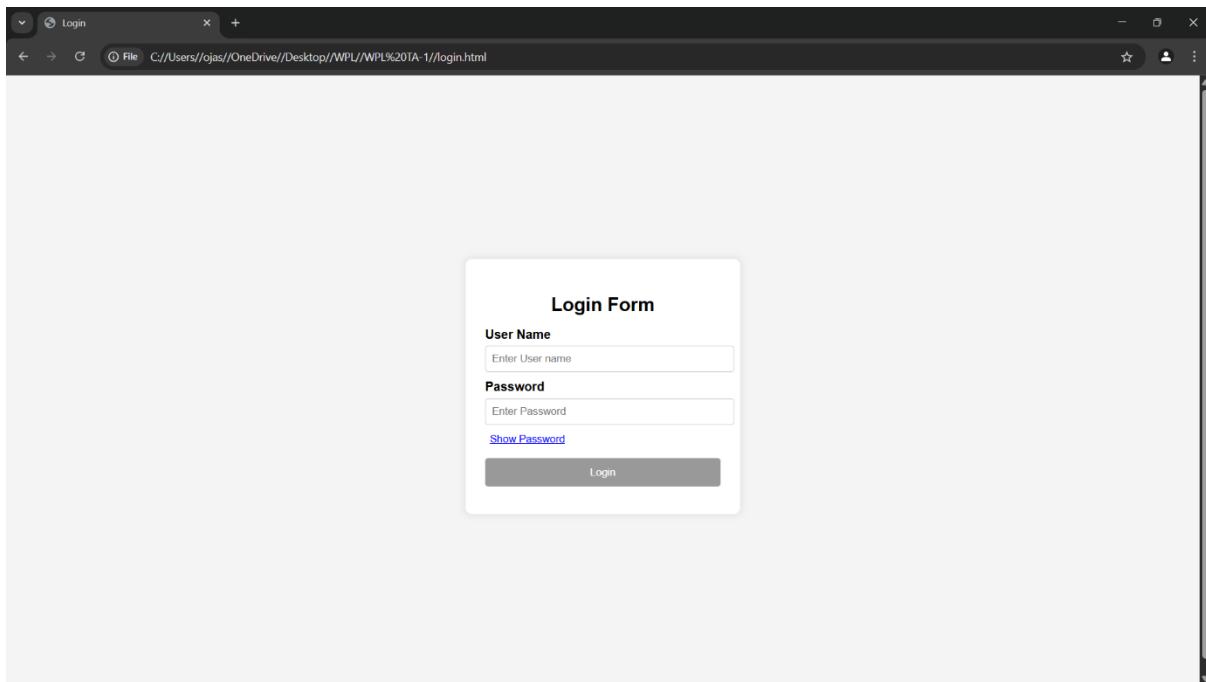 Login
File C://Users//ojas//OneDrive//Desktop//WPL//WPL%20TA-1//login.html
Login Form
User Name
Enter User name
Password
Enter Password
Show Password
Login